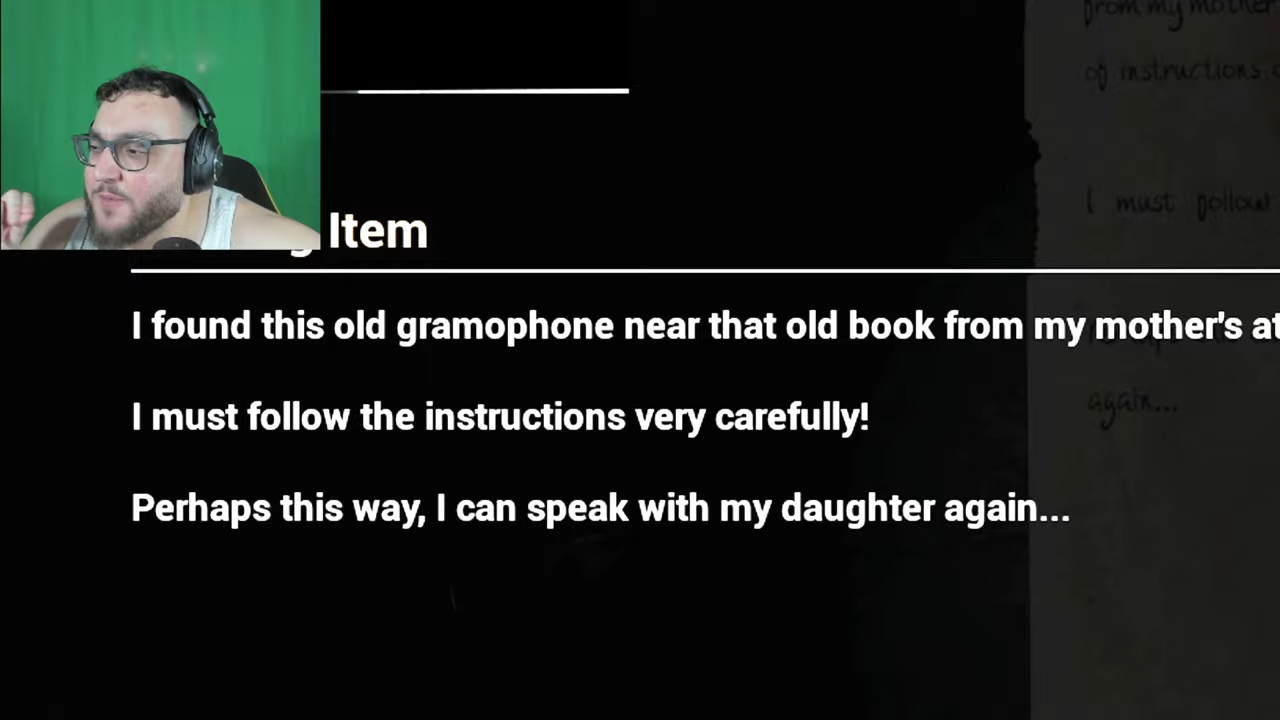 from my mother
of instructions
Item
I found this old gramophone near that old book from my mother's at
I must follow
I must follow the instructions very carefully!
again...
Perhaps this way, I can speak with my daughter again...